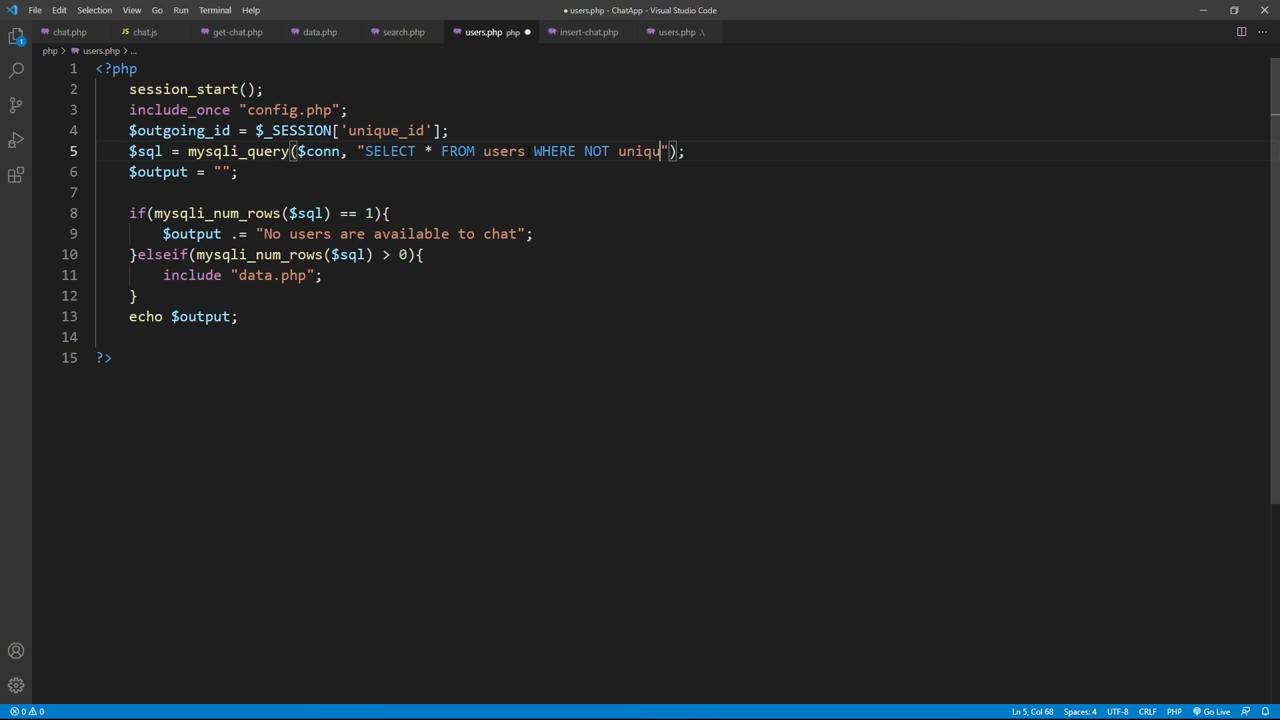 File Edit Selection View Go Run Terminal Help
● users.php - ChatApp - Visual Studio Code
chat.php JS chat.js get-chat.php data.php search.php users.php php ● insert-chat.php users.php .\
php > users.php ...
1 <?php
2 session_start();
3 include_once "config.php";
4 $outgoing_id = $_SESSION['unique_id'];
5 $sql = mysqli_query($conn, "SELECT * FROM users WHERE NOT uniqu");
6 $output = "";
7
8 if(mysqli_num_rows($sql) == 1){
9 $output .= "No users are available to chat";
10 }elseif(mysqli_num_rows($sql) > 0){
11 include "data.php";
12 }
13 echo $output;
14
15 ?>
1
0 0 Ln 5, Col 68 Spaces: 4 UTF-8 CRLF PHP Go Live